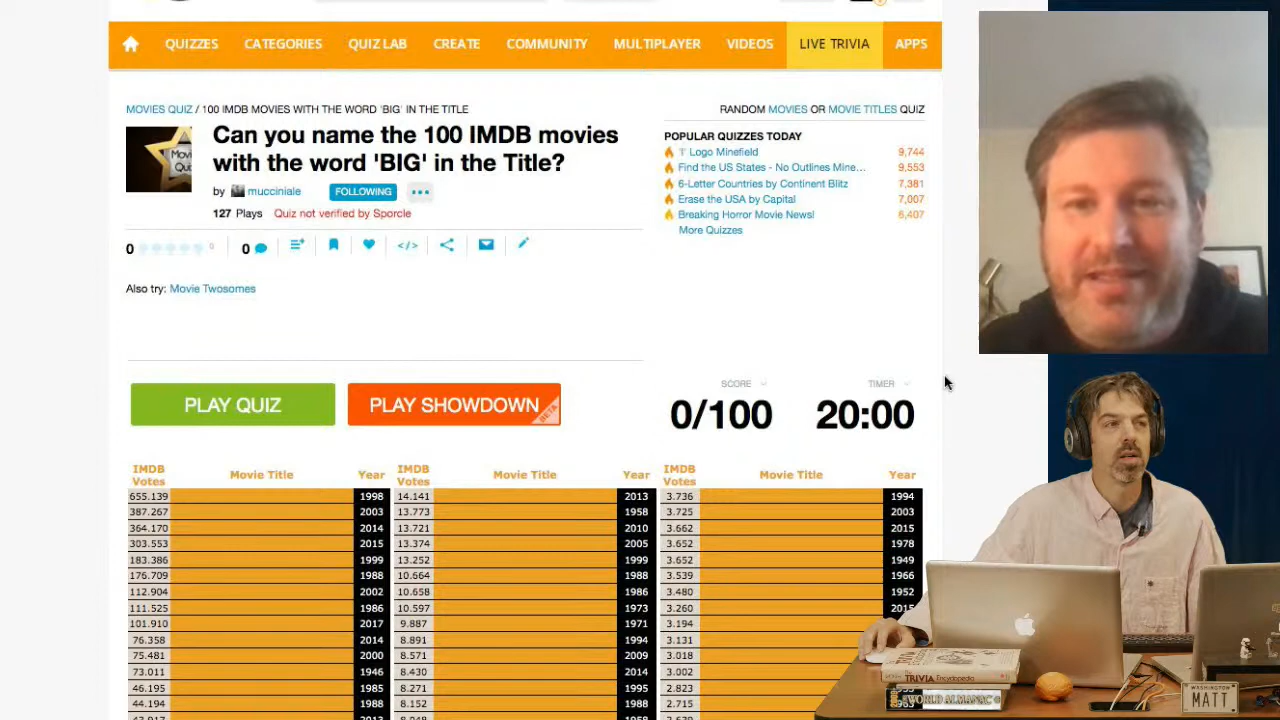 QUIZZES CATEGORIES QUIZ LAB CREATE COMMUNITY MULTIPLAYER VIDEOS LIVE TRIVIA APPS
MOVIES QUIZ / 100 IMDB MOVIES WITH THE WORD 'BIG' IN THE TITLE
Can you name the 100 IMDB movies
with the word 'BIG' in the Title?
by mucciniale FOLLOWING
127 Plays Quiz not verified by Sporcle
0 0 0
Also try: Movie Twosomes
RANDOM MOVIES OR MOVIE TITLES QUIZ
POPULAR QUIZZES TODAY
Logo Minefield 9,744
Find the US States - No Outlines Mine... 9,553
6-Letter Countries by Continent Blitz 7,381
Erase the USA by Capital 7,007
Breaking Horror Movie News! 6,407
More Quizzes
PLAY QUIZ PLAY SHOWDOWN BETA
SCORE TIMER
0/100 20:00
IMDB Votes Movie Title Year IMDB Votes Movie Title Year IMDB Votes Movie Title Year
655.139 1998 14.141 2013 3.736 1994
387.267 2003 13.773 1958 3.725 2003
364.170 2014 13.721 2010 3.662 2015
303.553 2015 13.374 2005 3.652 1978
183.386 1999 13.252 1999 3.652 1949
176.709 1988 10.664 1988 3.539 1966
112.904 2002 10.658 1986 3.480 1952
111.525 1986 10.597 1973 3.260 2015
101.910 2017 9.887 1971 3.194
76.358 2014 8.891 1994 3.131
75.481 2000 8.571 2009 3.018
73.011 1946 8.430 2014 3.002
46.195 1985 8.271 1995 2.823
44.194 1988 8.152 1988 2.715
TRIVIA Encyclopedia
WORLD ALMANAC
WASHINGTON
MATT